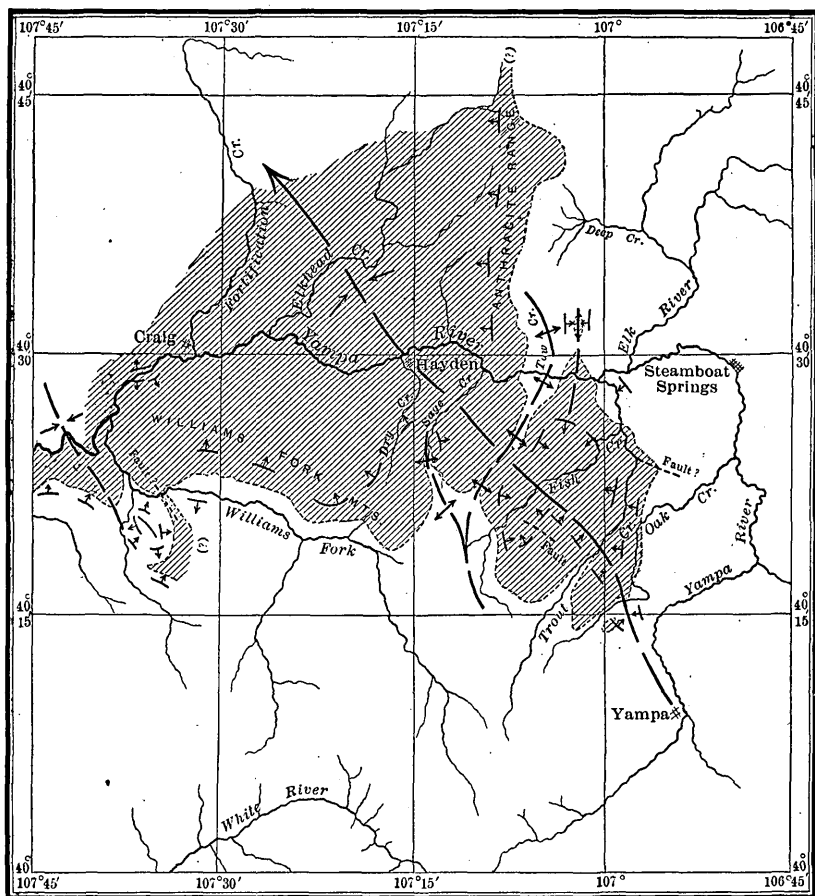 107°45'
107°30'
107°15'
107°
106°45'
40°
45'
40°
45'
(?)
Cr.
ANTHRACITE RANGE
Fortification
Elkhead
Cr.
Deep Cr.
Elk
River
Craig
Yampa
River
Hayden
Tow Cr.
40°
30'
40°
30'
Steamboat
Springs
WILLIAMS
FORK
MTS.
Dry Cr.
Sage Cr.
Fish
Cr.
Fault?
Fault
Fault
Oak
Cr.
Cr.
River
Yampa
Williams
Fork
(?)
Trout
40°
15'
40°
15'
Yampa
White
River
40°
40°
107°45'
107°30'
107°15'
107°
106°45'